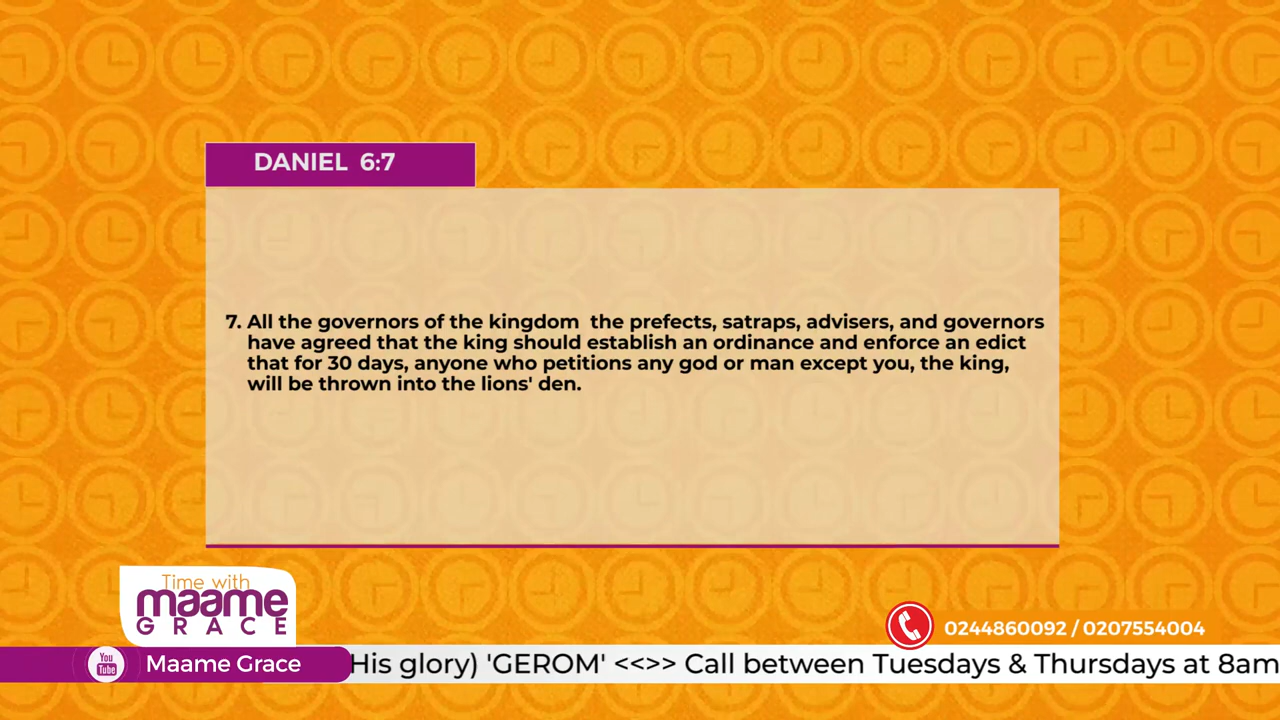 DANIEL 6:7
7. All the governors of the kingdom the prefects, satraps, advisers, and governors
have agreed that the king should establish an ordinance and enforce an edict
that for 30 days, anyone who petitions any god or man except you, the king,
will be thrown into the lions' den.
Time with
maame
GRACE
0244860092 / 0207554004
You
Tube
Maame Grace
His glory) 'GEROM' <<>> Call between Tuesdays & Thursdays at 8am